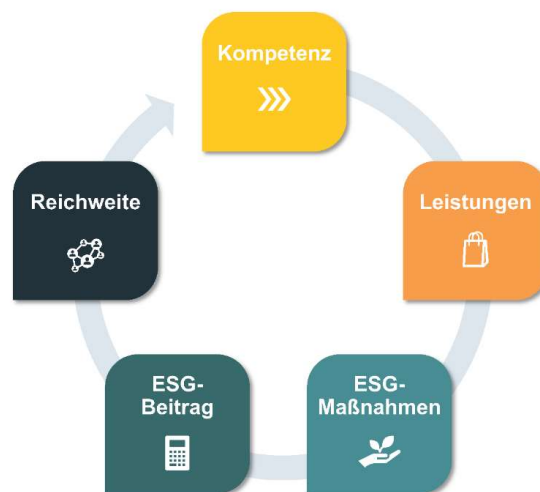 Kompetenz
Leistungen
ESG-
Maßnahmen
ESG-
Beitrag
Reichweite